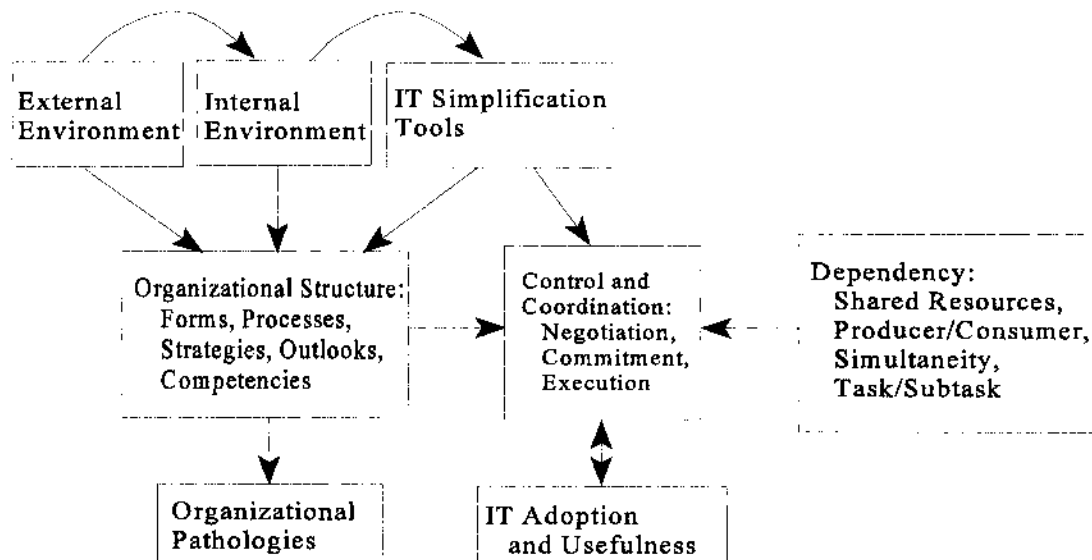 External
Environment
Internal
Environment
IT Simplification
Tools
Organizational Structure:
Forms, Processes,
Strategies, Outlooks,
Competencies
Control and
Coordination:
Negotiation,
Commitment,
Execution
Dependency:
Shared Resources,
Producer/Consumer,
Simultaneity,
Task/Subtask
Organizational
Pathologies
IT Adoption
and Usefulness